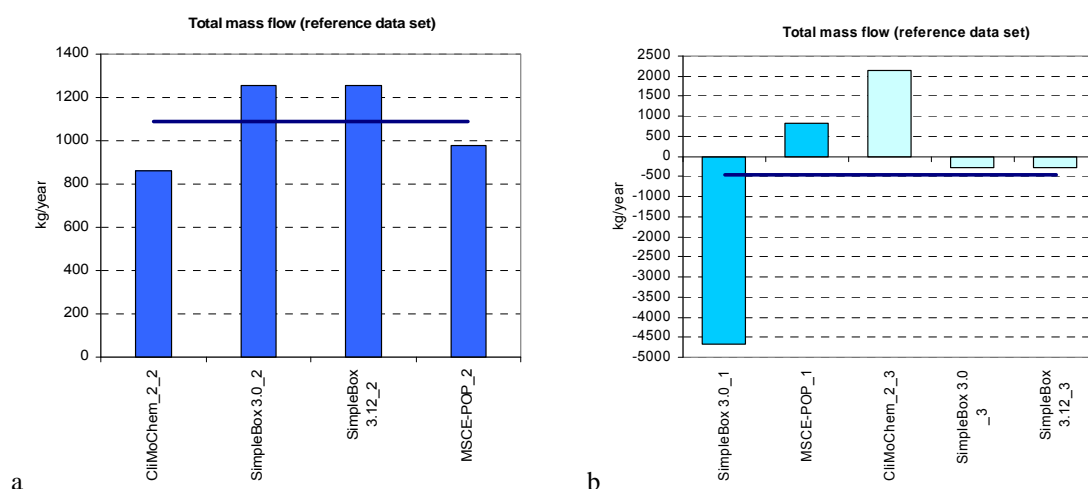 Total mass flow (reference data set)
1400
1200
1000
800
600
400
200
0
kg/year
CliMoChem_2_2
SimpleBox 3.0_2
SimpleBox
3.12_2
MSCE-POP_2
a
Total mass flow (reference data set)
2500
2000
1500
1000
500
0
-500
-1000
-1500
-2000
-2500
-3000
-3500
-4000
-4500
-5000
kg/year
SimpleBox 3.0_1
MSCE-POP_1
CliMoChem_2_3
SimpleBox 3.0
_3
SimpleBox
3.12_3
b